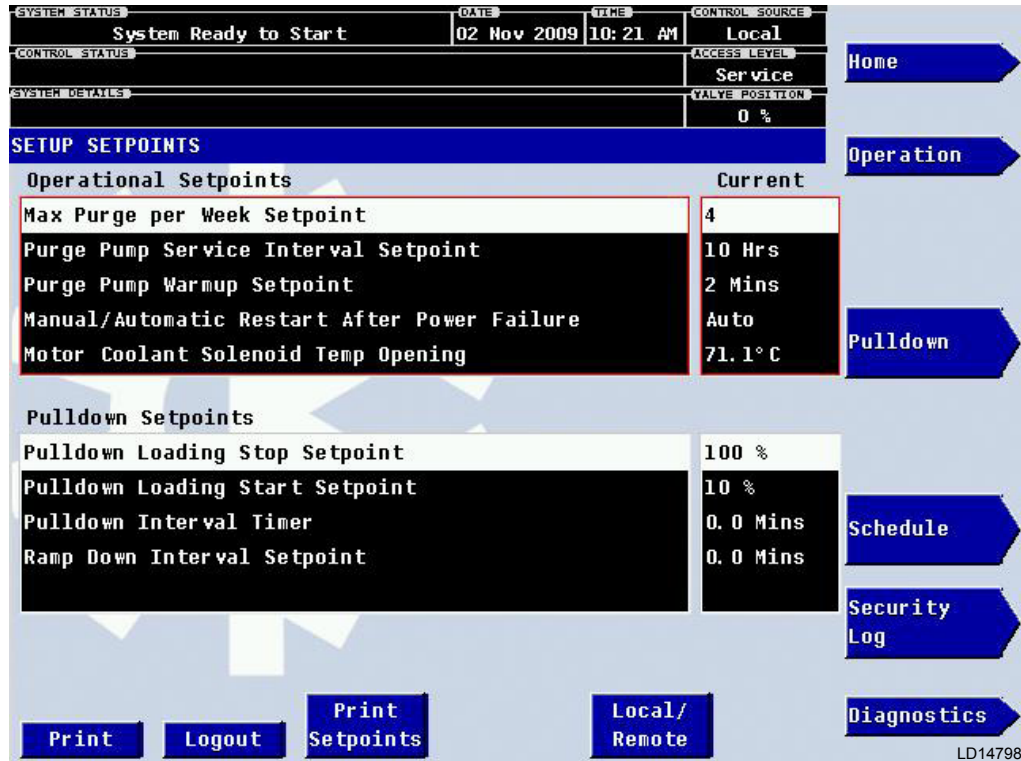 SYSTEM STATUS DATE TIME CONTROL SOURCE
System Ready to Start 02 Nov 2009 10:21 AM Local
CONTROL STATUS ACCESS LEVEL
Service
SYSTEM DETAILS VALVE POSITION
0 %
SETUP SETPOINTS
Operational Setpoints Current
Max Purge per Week Setpoint 4
Purge Pump Service Interval Setpoint 10 Hrs
Purge Pump Warmup Setpoint 2 Mins
Manual/Automatic Restart After Power Failure Auto
Motor Coolant Solenoid Temp Opening 71.1°C
Pulldown Setpoints
Pulldown Loading Stop Setpoint 100 %
Pulldown Loading Start Setpoint 10 %
Pulldown Interval Timer 0.0 Mins
Ramp Down Interval Setpoint 0.0 Mins
Home
Operation
Pulldown
Schedule
Security
Log
Diagnostics
Print
Logout
Print
Setpoints
Local/
Remote
LD14798